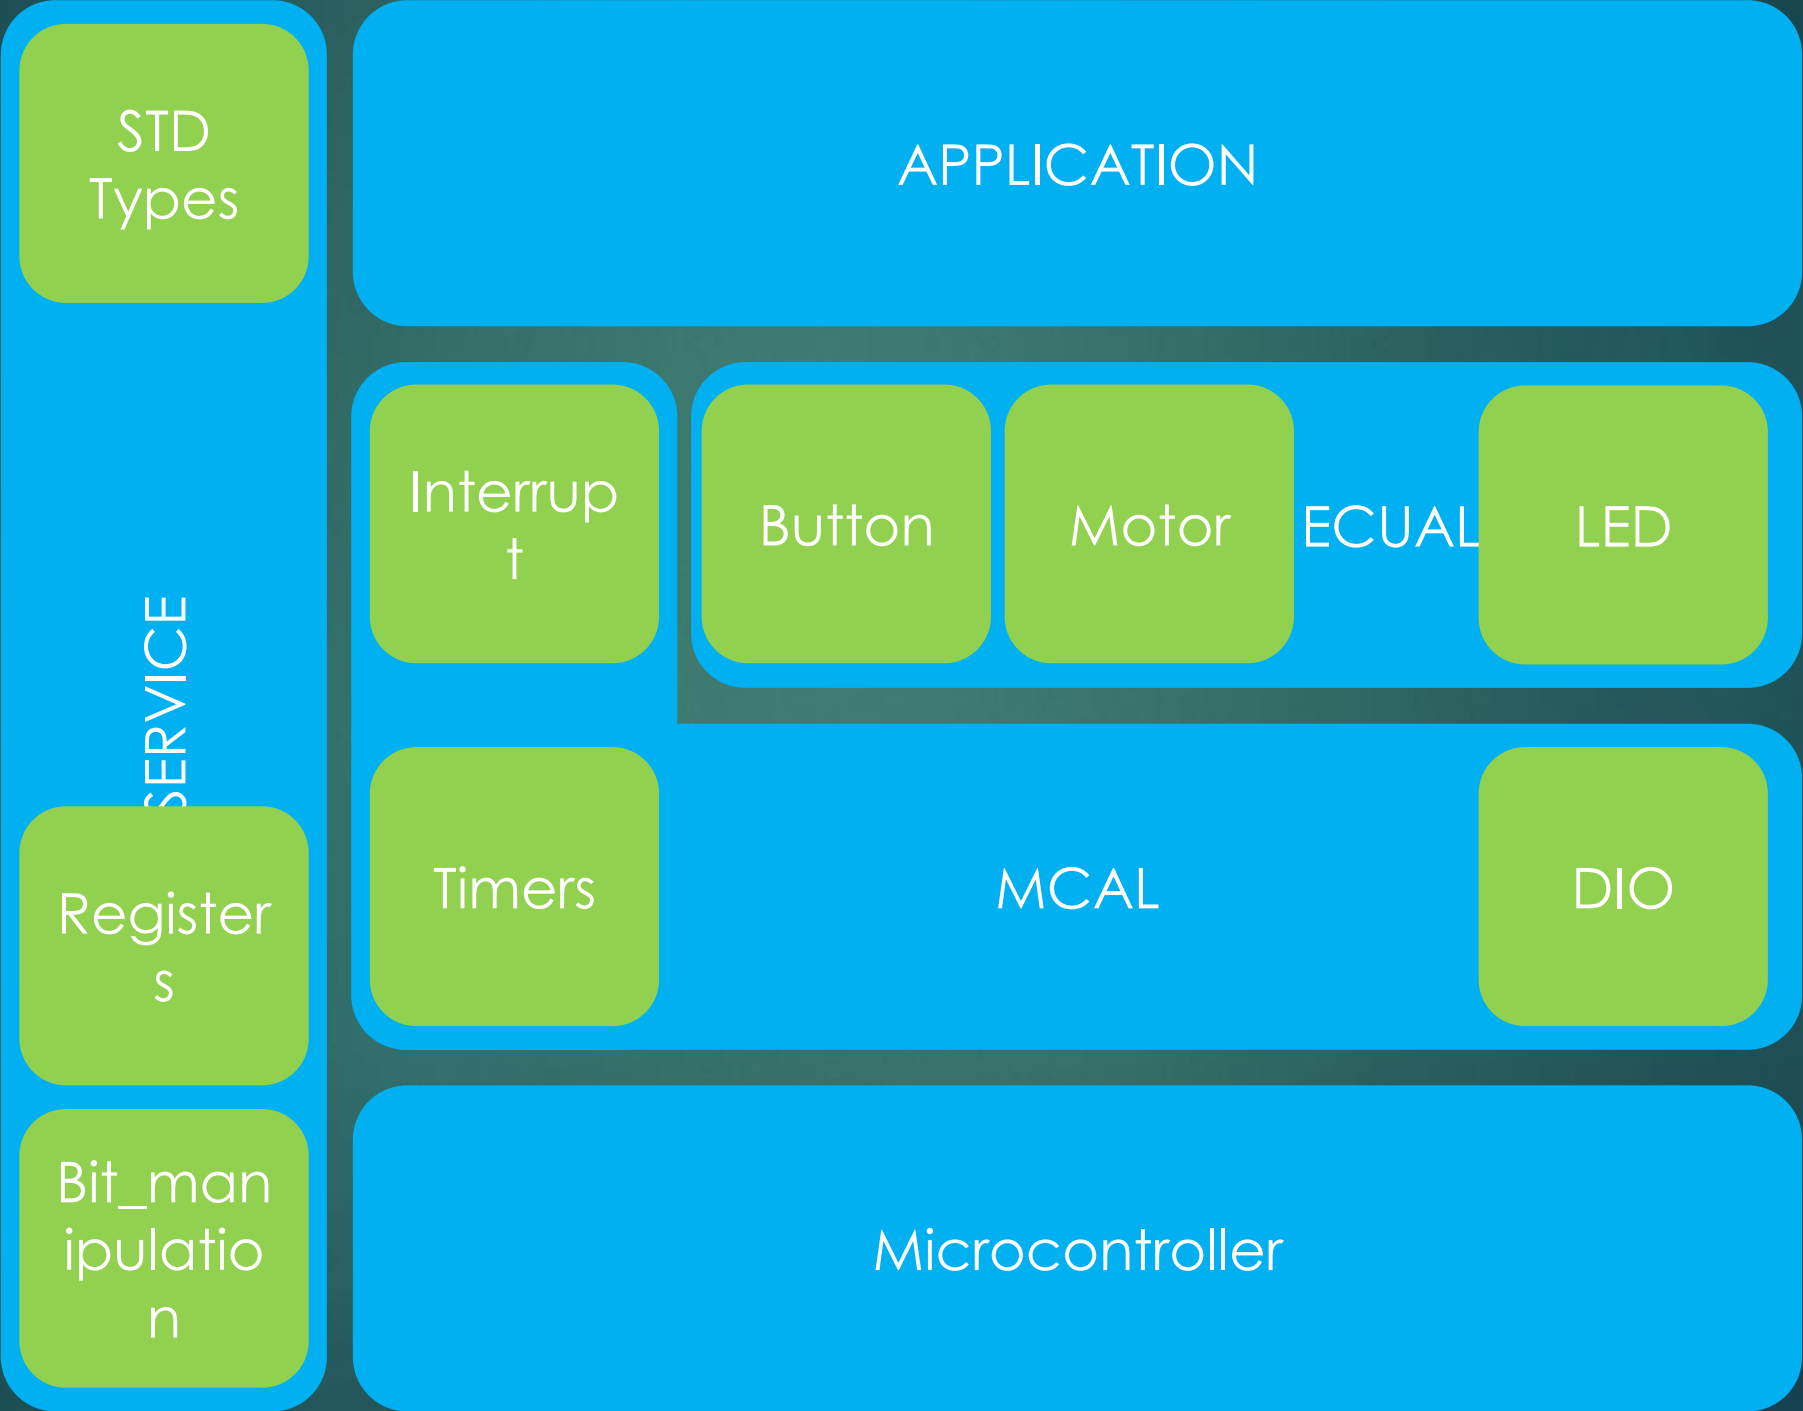 STD
Types
APPLICATION
Interrup
t
Button
Motor
ECUAL
LED
SERVICE
Register
s
Timers
MCAL
DIO
Bit_man
ipulatio
n
Microcontroller